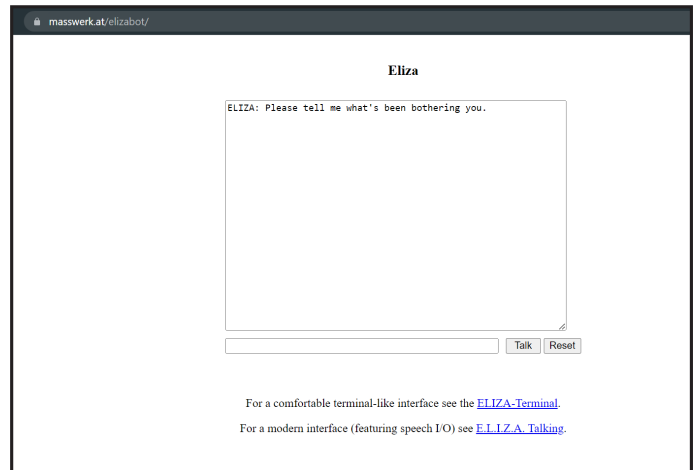 masswerk.at/elizabot/
Eliza
ELIZA: Please tell me what's been bothering you.
Talk Reset
For a comfortable terminal-like interface see the ELIZA-Terminal.
For a modern interface (featuring speech I/O) see E.L.I.Z.A. Talking.